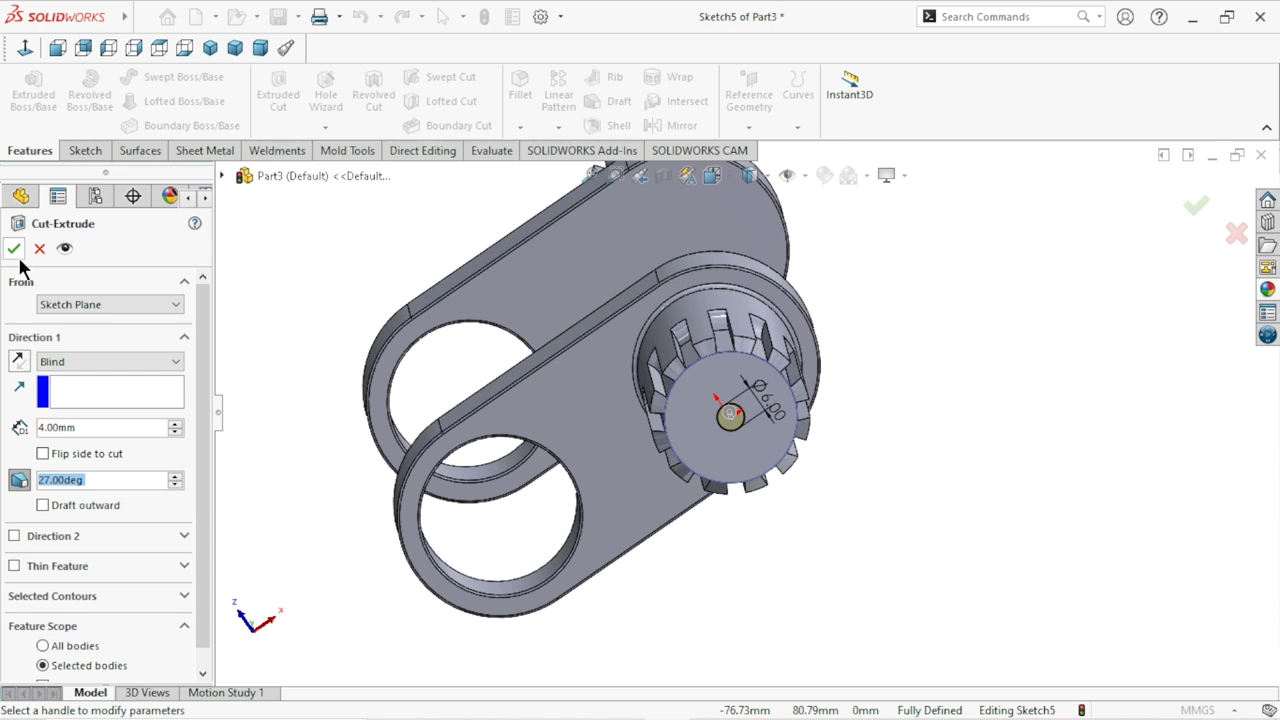 SOLIDWORKS
Sketch5 of Part3 *
Search Commands
Extruded Boss/Base
Revolved Boss/Base
Swept Boss/Base
Lofted Boss/Base
Boundary Boss/Base
Extruded Cut
Hole Wizard
Revolved Cut
Swept Cut
Lofted Cut
Boundary Cut
Fillet
Linear Pattern
Rib
Draft
Shell
Wrap
Intersect
Mirror
Reference Geometry
Curves
Instant3D
Features
Sketch
Surfaces
Sheet Metal
Weldments
Mold Tools
Direct Editing
Evaluate
SOLIDWORKS Add-Ins
SOLIDWORKS CAM
Part3 (Default) <<Default...
Cut-Extrude
From
Sketch Plane
Direction 1
Blind
4.00mm
Flip side to cut
27.00deg
Draft outward
Direction 2
Thin Feature
Selected Contours
Feature Scope
All bodies
Selected bodies
Ø6.00
z
x
Model
3D Views
Motion Study 1
Select a handle to modify parameters
-76.73mm
80.79mm
0mm
Fully Defined
Editing Sketch5
MMGS